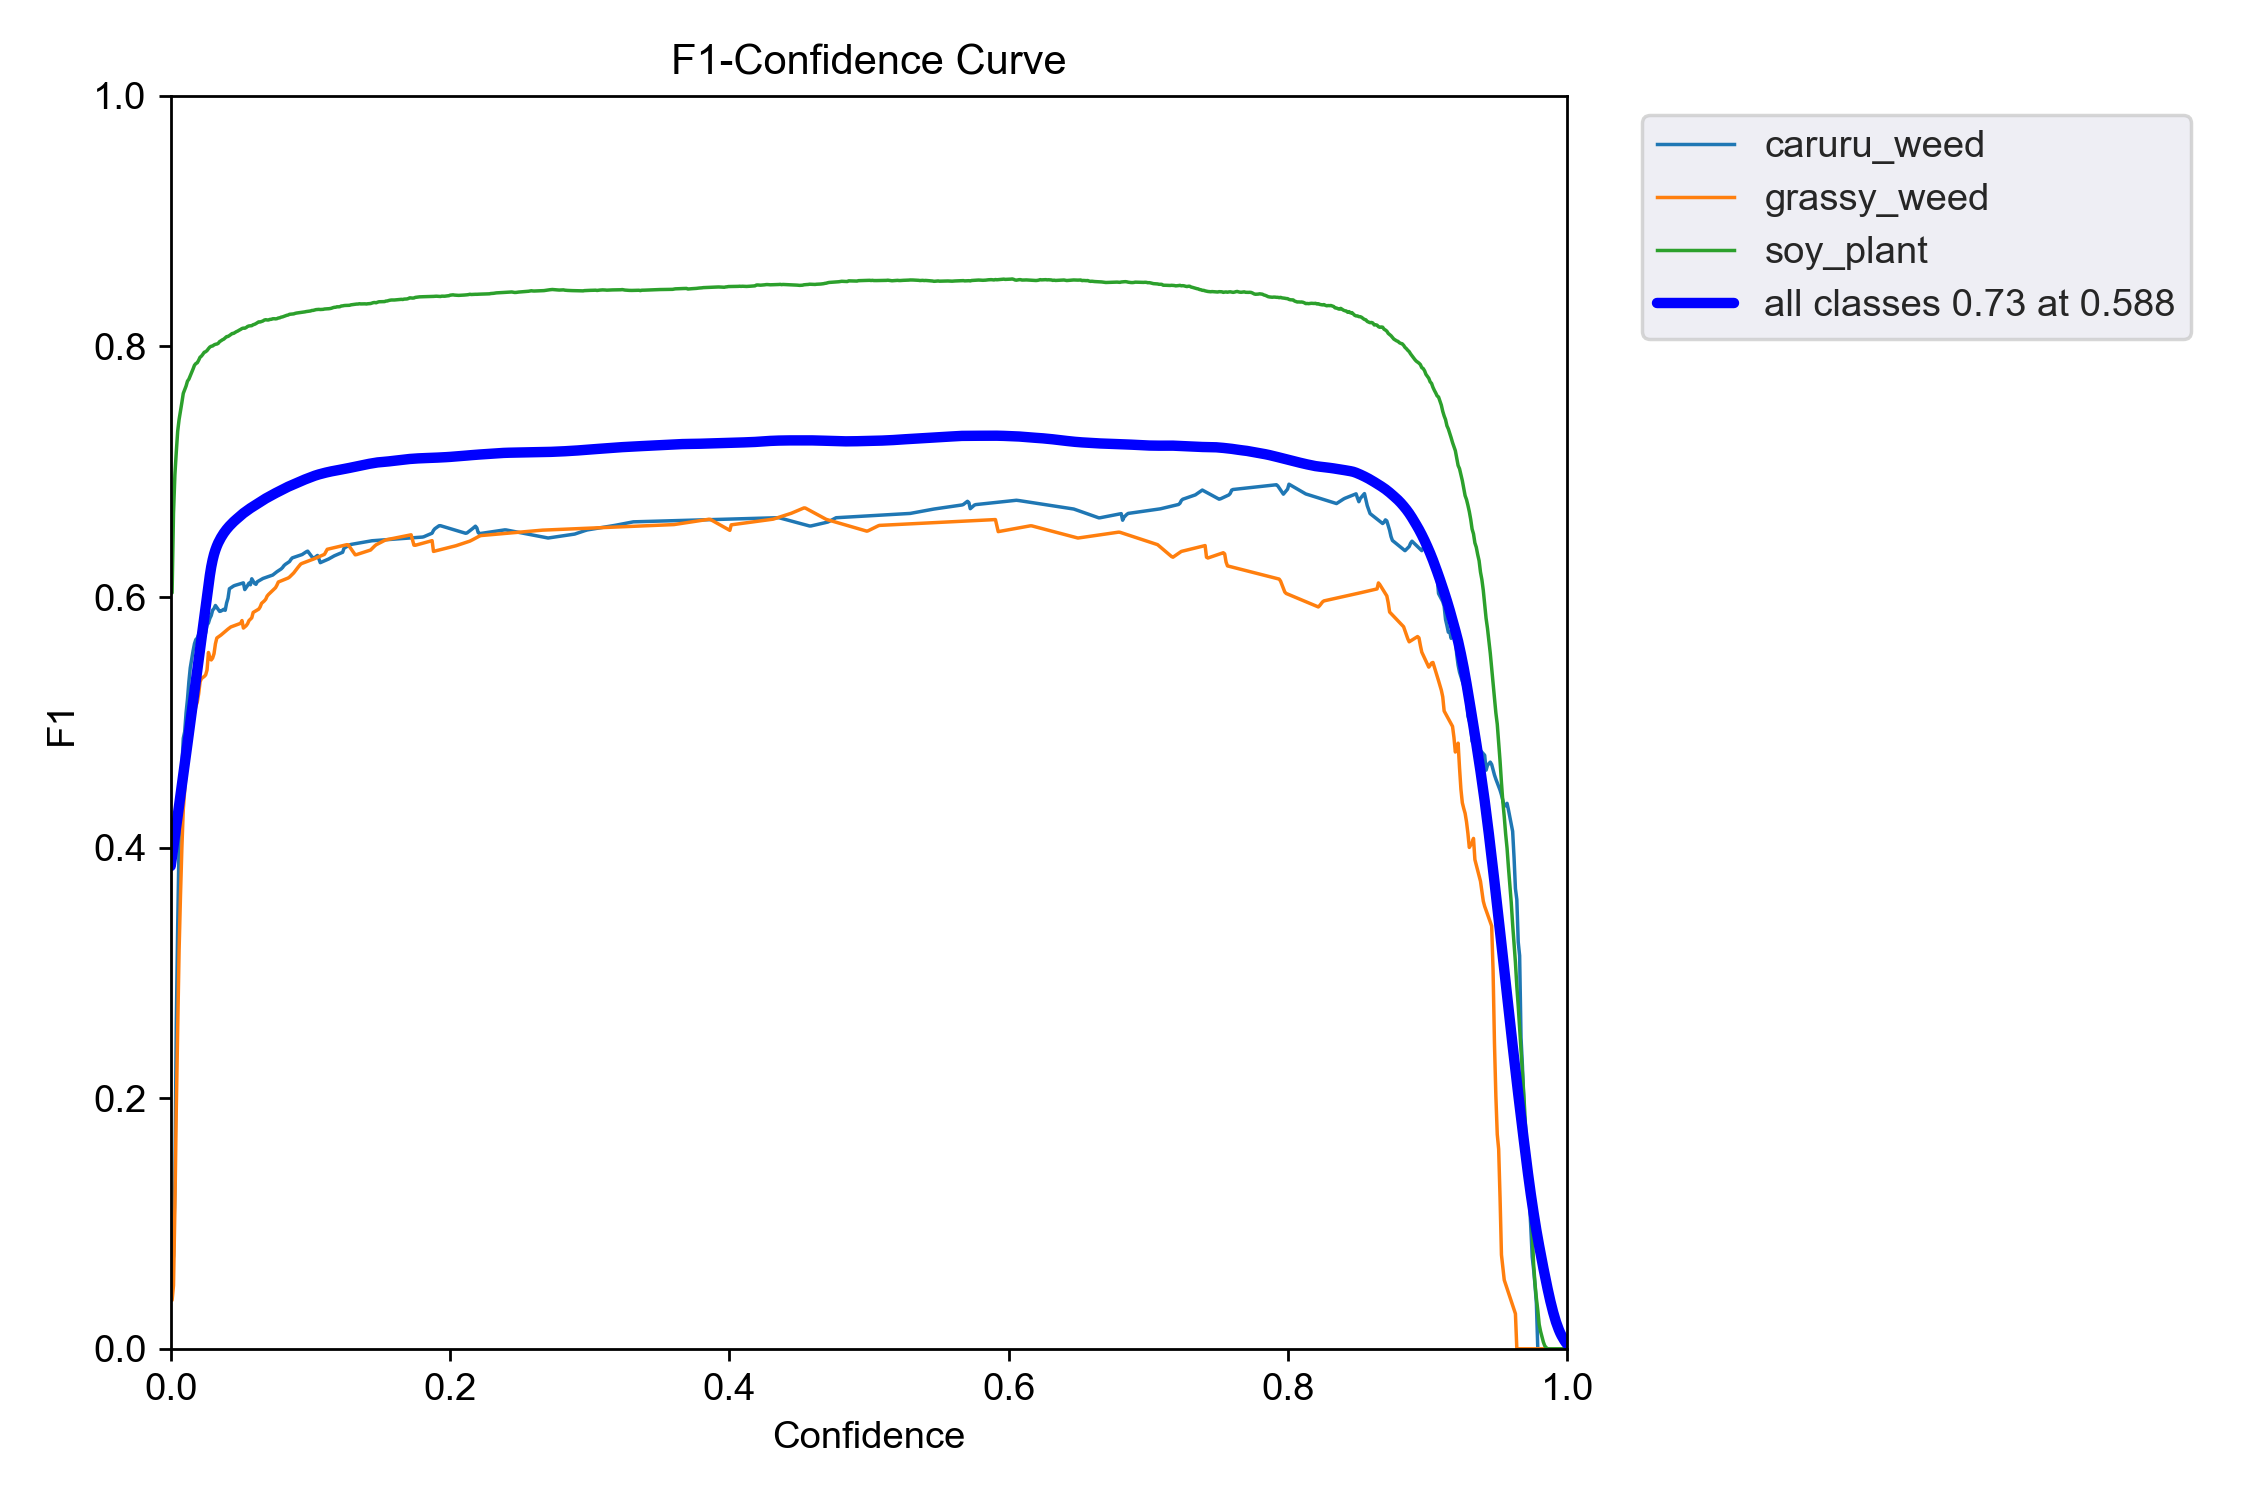 F1-Confidence Curve
1.0
0.8
0.6
0.4
0.2
0.0
F1
0.0 0.2 0.4 0.6 0.8 1.0
Confidence
caruru_weed
grassy_weed
soy_plant
all classes 0.73 at 0.588